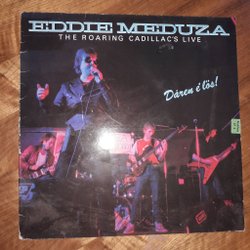 EDDIE MEDUZA
THE ROARING CADILLAC'S LIVE
Dåren é lös!